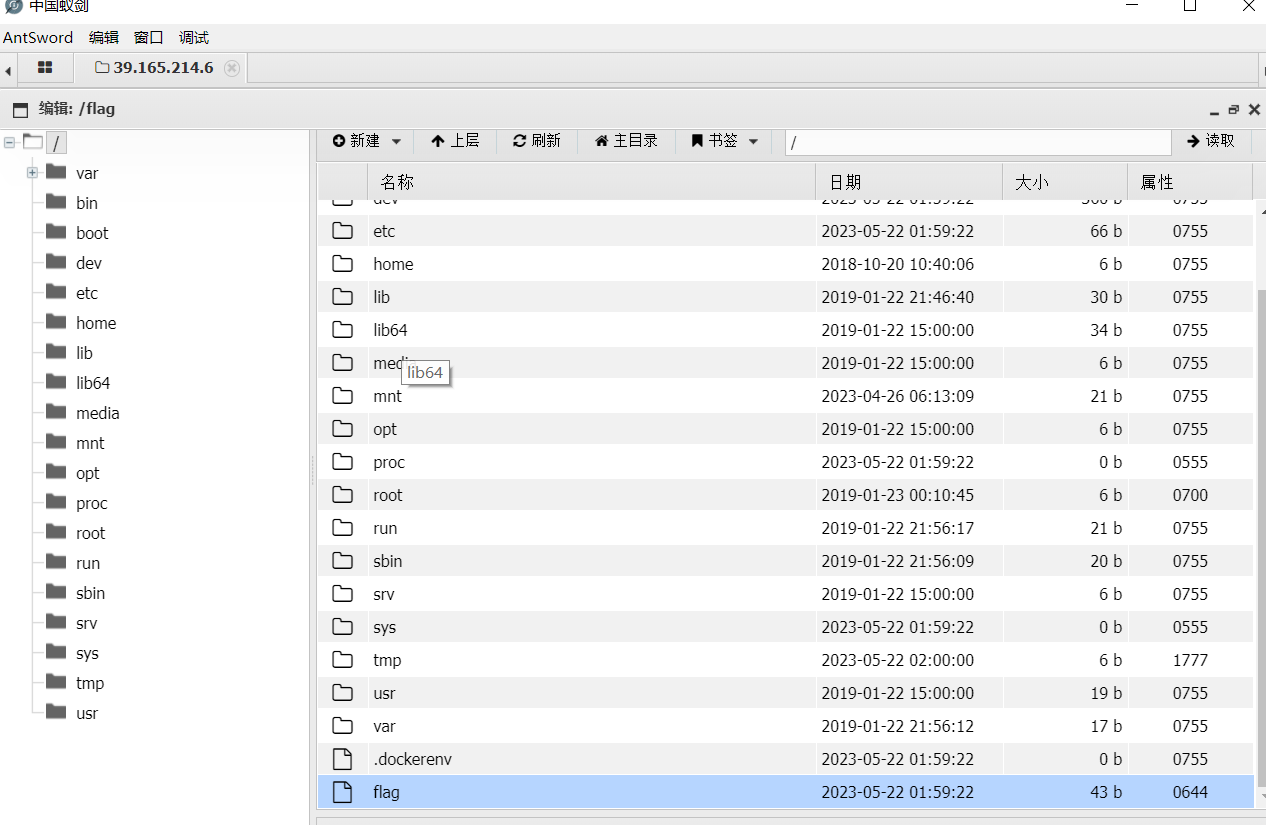 中国蚁剑
AntSword 编辑 窗口 调试
39.165.214.6
编辑: /flag
/
var
bin
boot
dev
etc
home
lib
lib64
media
mnt
opt
proc
root
run
sbin
srv
sys
tmp
usr
新建 上层 刷新 主目录 书签 / 读取
名称 日期 大小 属性
dev 2023-05-22 01:59:22 360 b 0755
etc 2023-05-22 01:59:22 66 b 0755
home 2018-10-20 10:40:06 6 b 0755
lib 2019-01-22 21:46:40 30 b 0755
lib64 2019-01-22 15:00:00 34 b 0755
media 2019-01-22 15:00:00 6 b 0755
lib64
mnt 2023-04-26 06:13:09 21 b 0755
opt 2019-01-22 15:00:00 6 b 0755
proc 2023-05-22 01:59:22 0 b 0555
root 2019-01-23 00:10:45 6 b 0700
run 2019-01-22 21:56:17 21 b 0755
sbin 2019-01-22 21:56:09 20 b 0755
srv 2019-01-22 15:00:00 6 b 0755
sys 2023-05-22 01:59:22 0 b 0555
tmp 2023-05-22 02:00:00 6 b 1777
usr 2019-01-22 15:00:00 19 b 0755
var 2019-01-22 21:56:12 17 b 0755
.dockerenv 2023-05-22 01:59:22 0 b 0755
flag 2023-05-22 01:59:22 43 b 0644